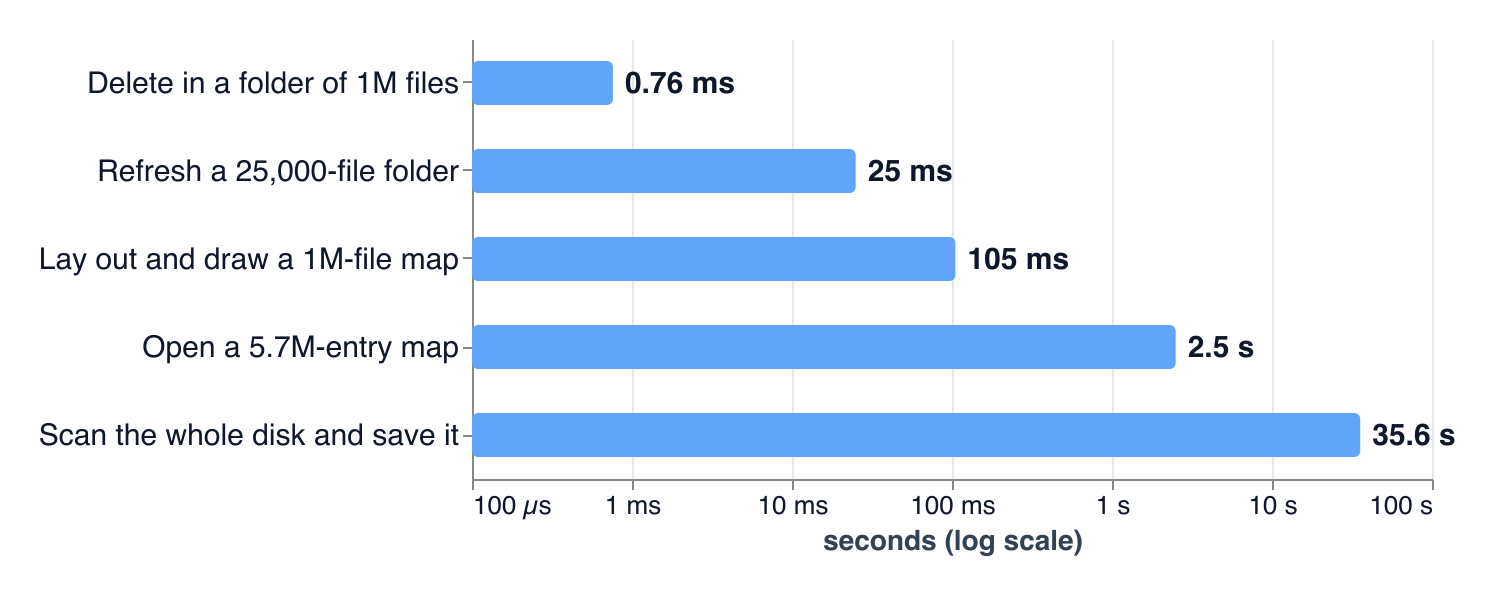 Delete in a folder of 1M files 0.76 ms
Refresh a 25,000-file folder 25 ms
Lay out and draw a 1M-file map 105 ms
Open a 5.7M-entry map 2.5 s
Scan the whole disk and save it 35.6 s
100 µs 1 ms 10 ms 100 ms 1 s 10 s 100 s
seconds (log scale)